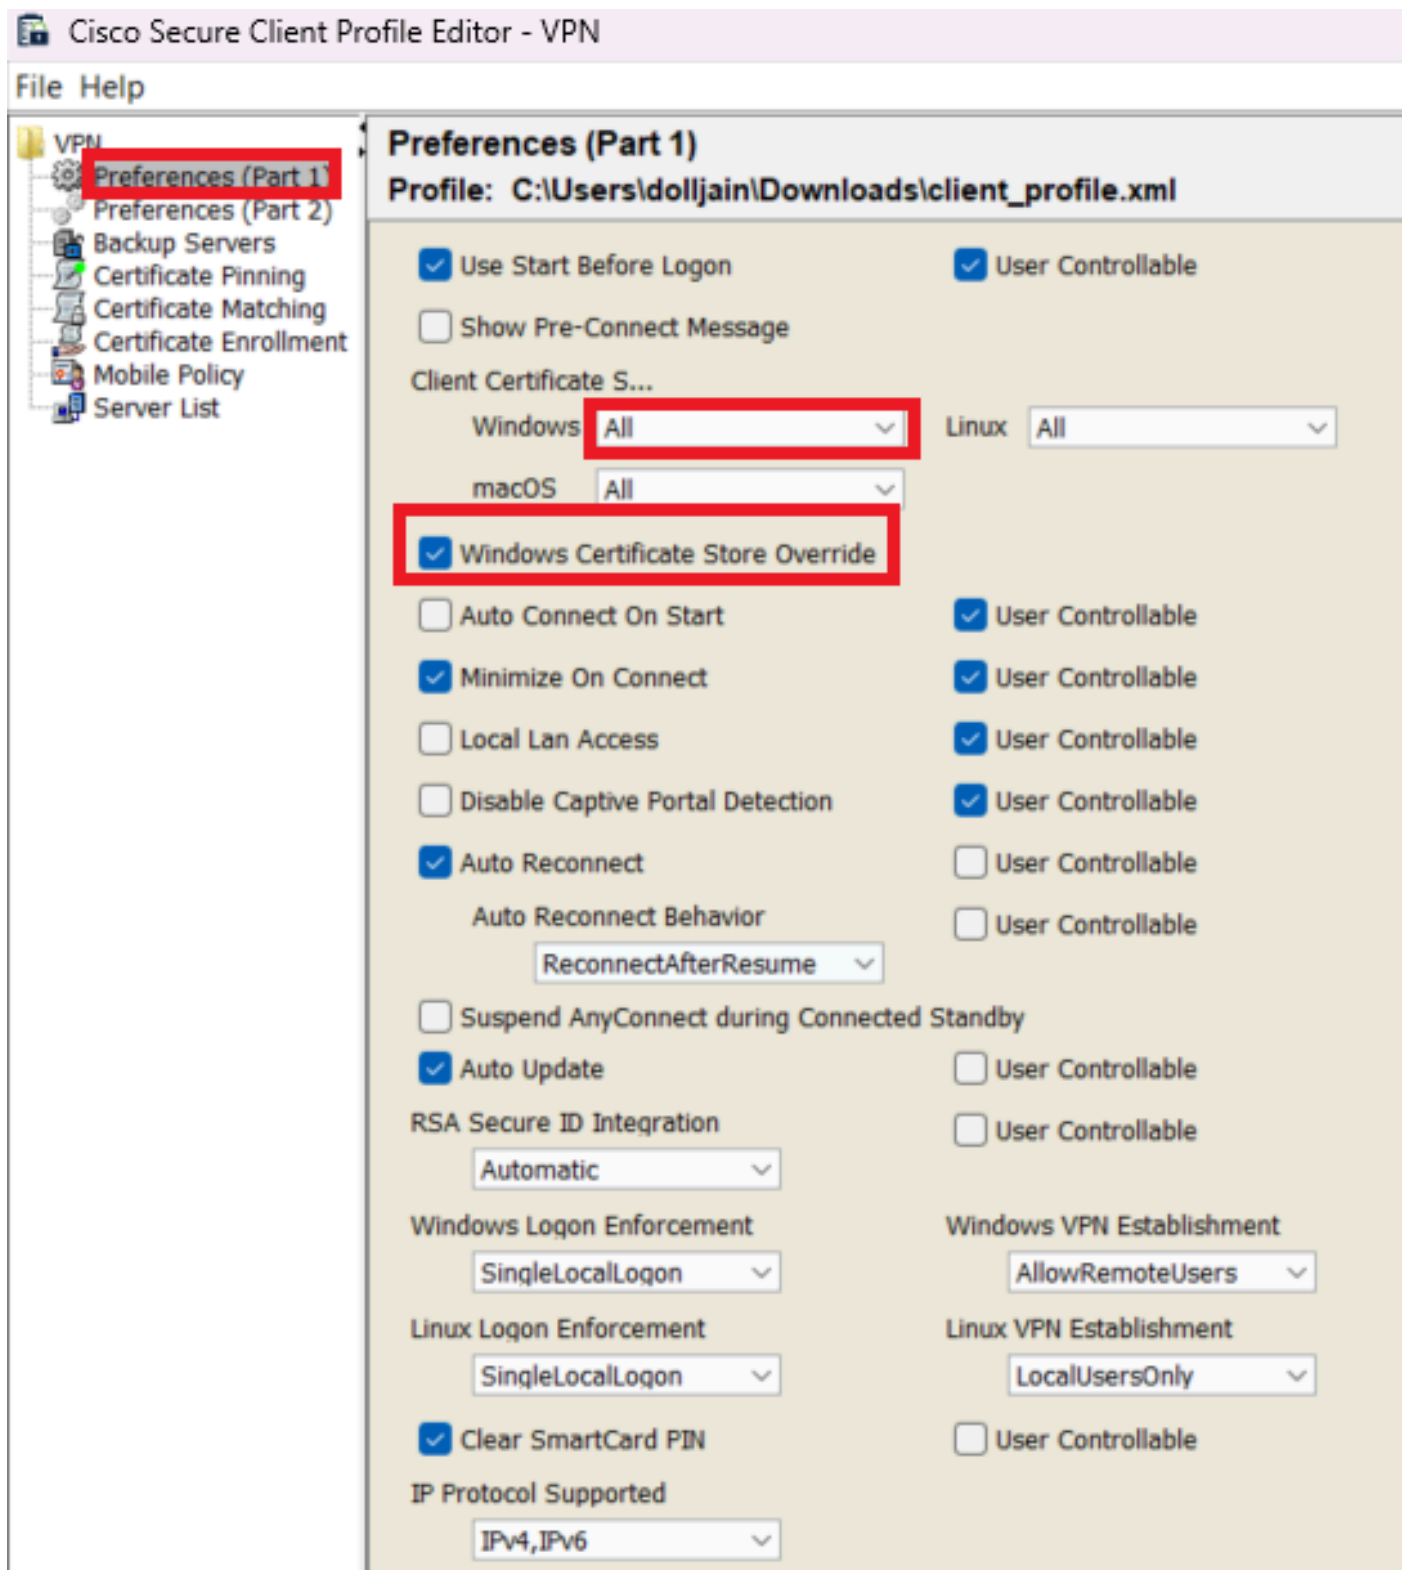 Cisco Secure Client Profile Editor - VPN
File Help
VPN
Preferences (Part 1)
Preferences (Part 2)
Backup Servers
Certificate Pinning
Certificate Matching
Certificate Enrollment
Mobile Policy
Server List
Preferences (Part 1)
Profile: C:\Users\dolljain\Downloads\client_profile.xml
Use Start Before Logon User Controllable
Show Pre-Connect Message
Client Certificate S...
Windows All Linux All
macOS All
Windows Certificate Store Override
Auto Connect On Start User Controllable
Minimize On Connect User Controllable
Local Lan Access User Controllable
Disable Captive Portal Detection User Controllable
Auto Reconnect User Controllable
Auto Reconnect Behavior User Controllable
ReconnectAfterResume
Suspend AnyConnect during Connected Standby
Auto Update User Controllable
RSA Secure ID Integration User Controllable
Automatic
Windows Logon Enforcement Windows VPN Establishment
SingleLocalLogon AllowRemoteUsers
Linux Logon Enforcement Linux VPN Establishment
SingleLocalLogon LocalUsersOnly
Clear SmartCard PIN User Controllable
IP Protocol Supported
IPv4,IPv6